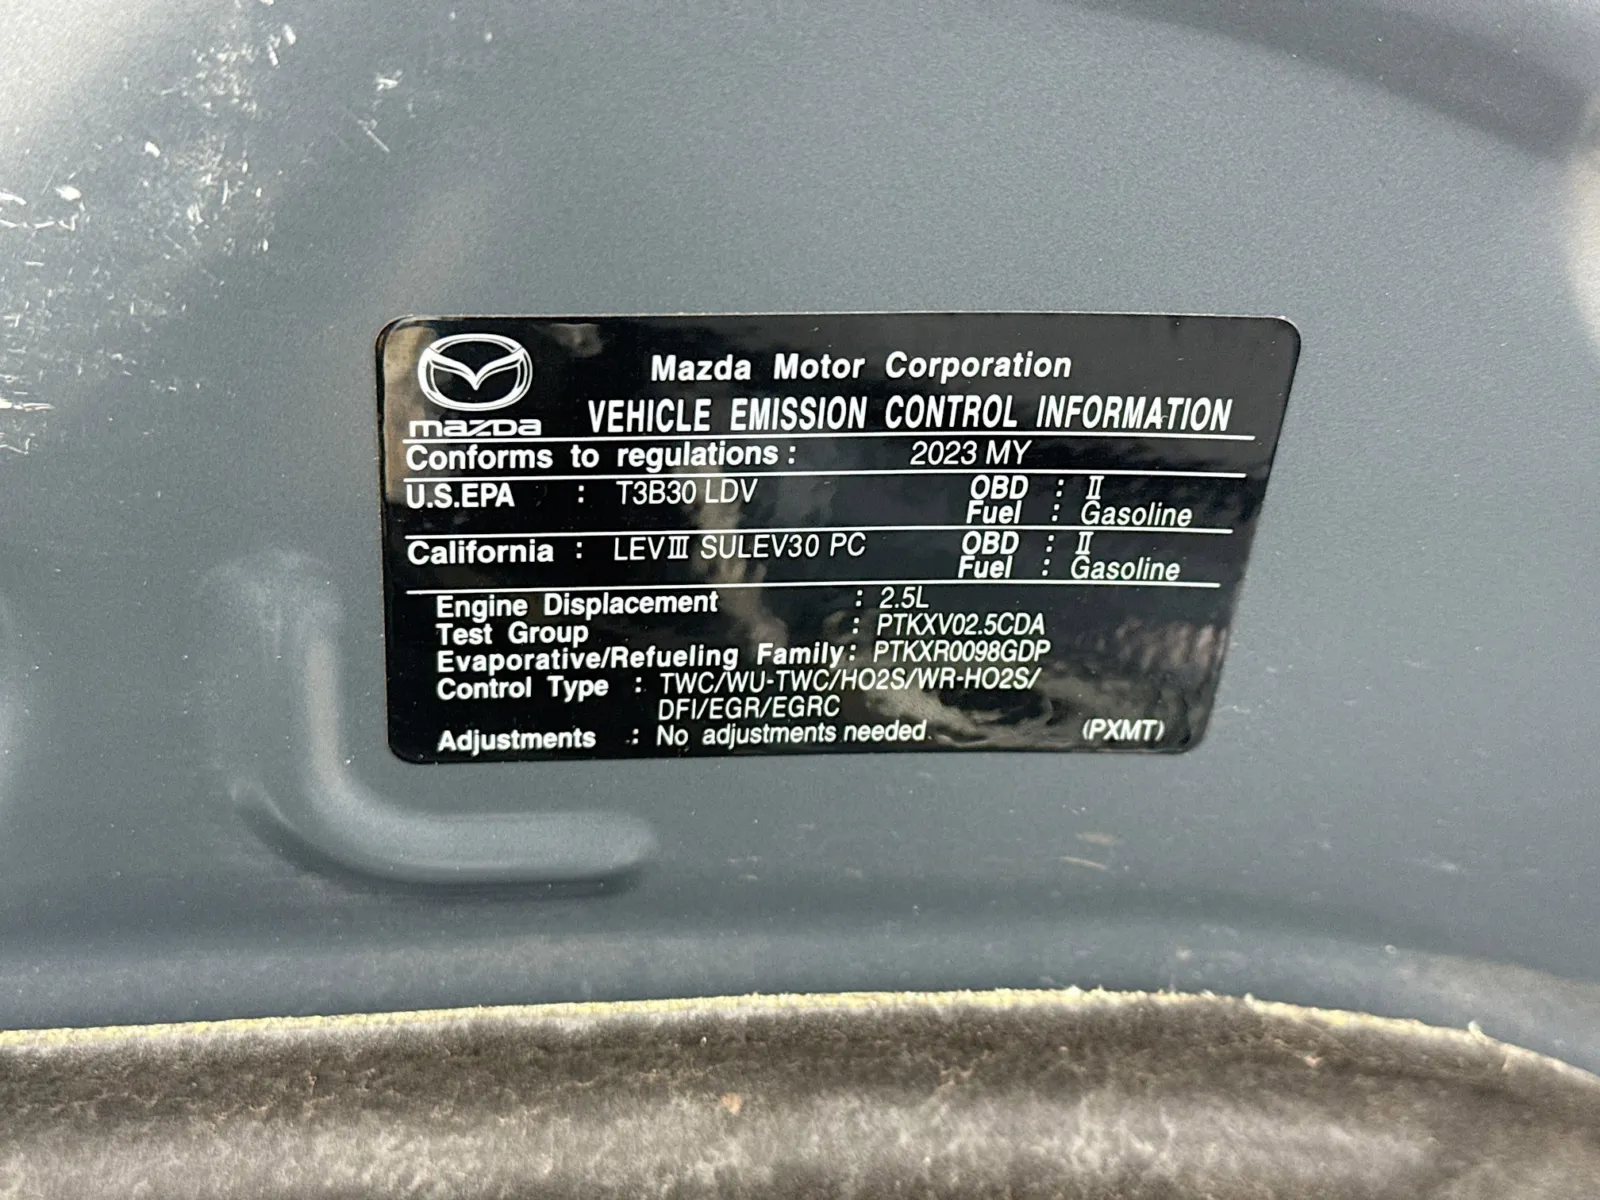 mazda
Mazda Motor Corporation
VEHICLE EMISSION CONTROL INFORMATION
Conforms to regulations : 2023 MY
U.S.EPA : T3B30 LDV OBD : II
Fuel : Gasoline
California : LEVIII SULEV30 PC OBD : II
Fuel : Gasoline
Engine Displacement : 2.5L
Test Group : PTKXV02.5CDA
Evaporative/Refueling Family : PTKXR0098GDP
Control Type : TWC/WU-TWC/HO2S/WR-HO2S/
DFI/EGR/EGRC
Adjustments : No adjustments needed. (PXMT)